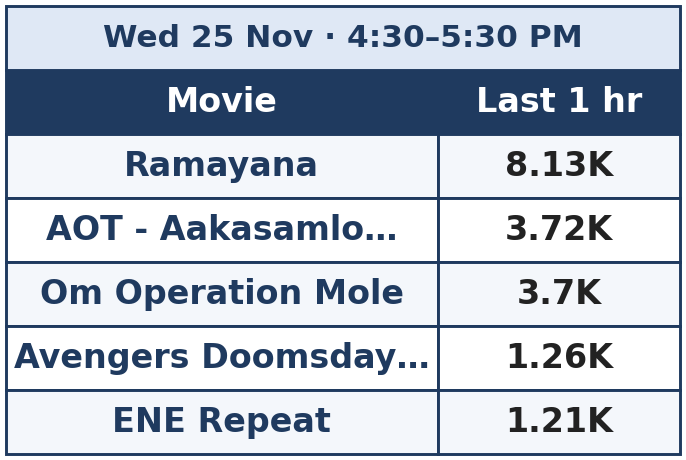 Wed 25 Nov · 4:30–5:30 PM
Movie Last 1 hr
Ramayana 8.13K
AOT - Aakasamlo... 3.72K
Om Operation Mole 3.7K
Avengers Doomsday... 1.26K
ENE Repeat 1.21K